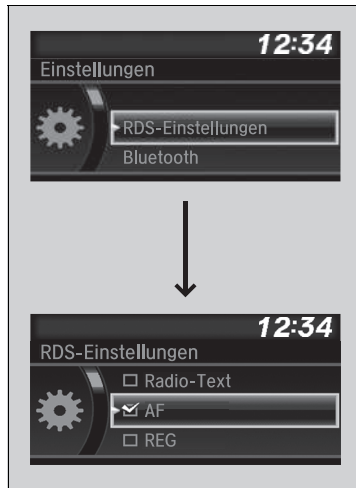 12:34
Einstellungen
RDS-Einstellungen
Bluetooth
12:34
RDS-Einstellungen
Radio-Text
AF
REG